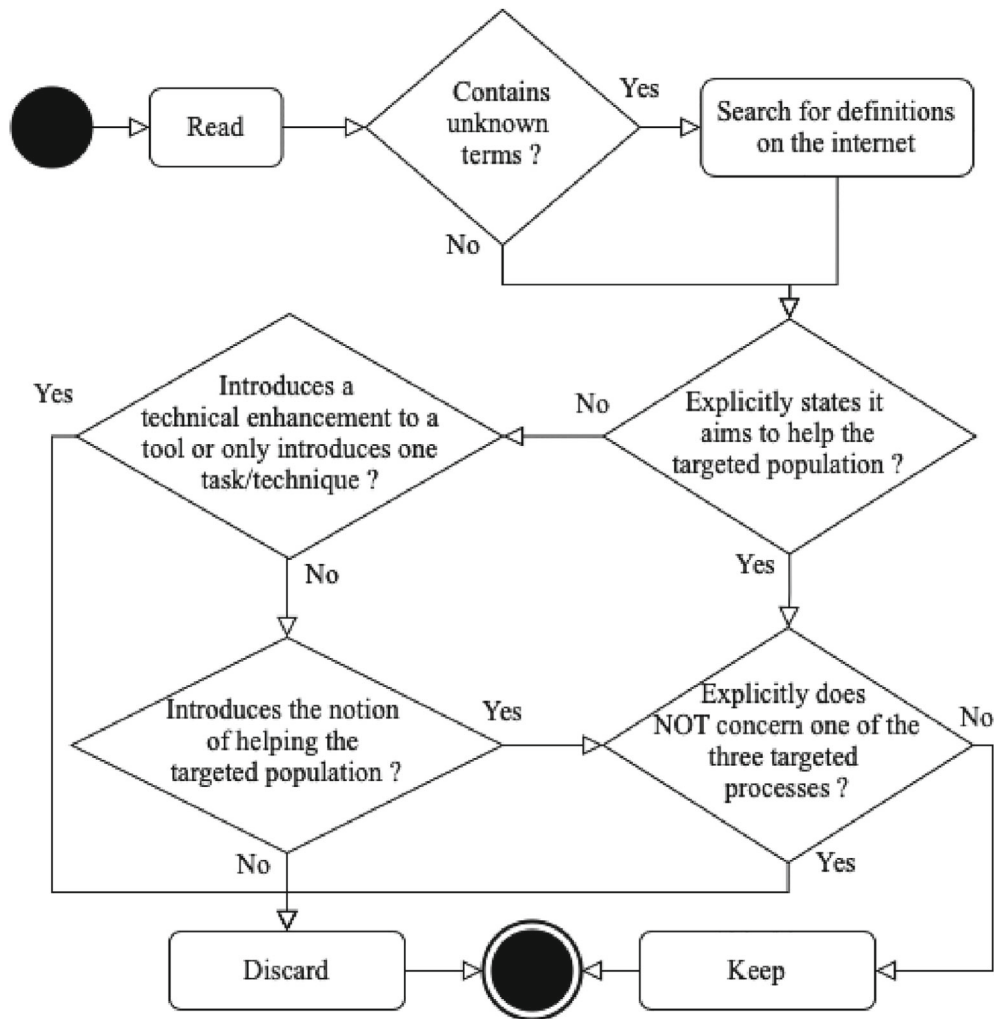 Read
Contains
unknown
terms ?
Yes
Search for definitions
on the internet
No
Yes
Introduces a
technical enhancement to a
tool or only introduces one
task/technique ?
No
Explicitly states it
aims to help the
targeted population ?
No
Yes
Introduces the notion
of helping the
targeted population ?
Yes
Explicitly does
NOT concern one of the
three targeted
processes ?
No
No
Yes
Discard
Keep